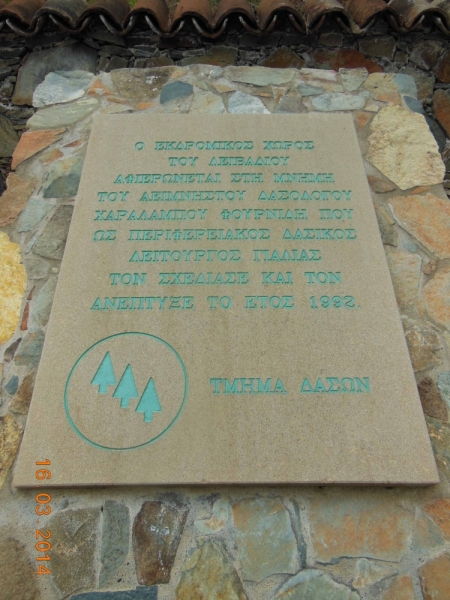 Ο ΕΚΔΡΟΜΙΚΟΣ ΧΩΡΟΣ
ΤΟΥ ΛΕΙΒΑΔΙΟΥ
ΑΦΙΕΡΩΝΕΤΑΙ ΣΤΗ ΜΝΗΜΗ
ΤΟΥ ΑΕΙΜΝΗΣΤΟΥ ΔΑΣΟΛΟΓΟΥ
ΧΑΡΑΛΑΜΠΟΥ ΦΟΥΡΝΙΔΗ ΠΟΥ
ΩΣ ΠΕΡΙΦΕΡΕΙΑΚΟΣ ΔΑΣΙΚΟΣ
ΛΕΙΤΟΥΡΓΟΣ ΓΙΑΛΙΑΣ
ΤΟΝ ΣΧΕΔΙΑΣΕ ΚΑΙ ΤΟΝ
ΑΝΕΠΤΥΞΕ ΤΟ ΕΤΟΣ 1992.
ΤΜΗΜΑ ΔΑΣΩΝ
16 03 2014